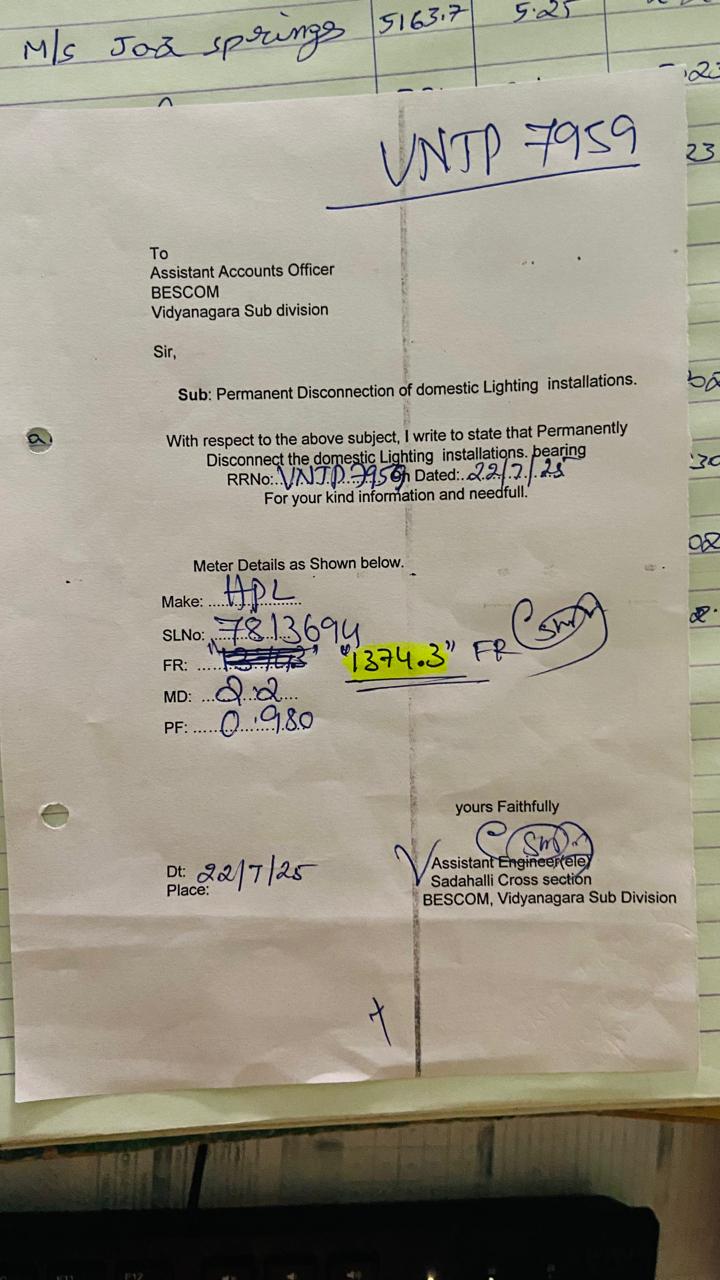 M/s Job springs 5163.7 5.25
23
VNTP 7959
To
Assistant Accounts Officer
BESCOM
Vidyanagara Sub division
Sir,
Sub: Permanent Disconnection of domestic Lighting installations.
a
With respect to the above subject, I write to state that Permanently
Disconnect the domestic Lighting installations. bearing
RRNo:..VNTP 7959 Dated:..22/7/25
For your kind information and needfull.
Meter Details as Shown below.
Make: ....HPL
SLNo: ..7813694
FR: .... "1374.3" FR
MD: ...2.2....
PF: ......0.980
yours Faithfully
Assistant Engineer(ele)
Dt: 22/7/25
Sadahalli Cross section
Place:
BESCOM, Vidyanagara Sub Division